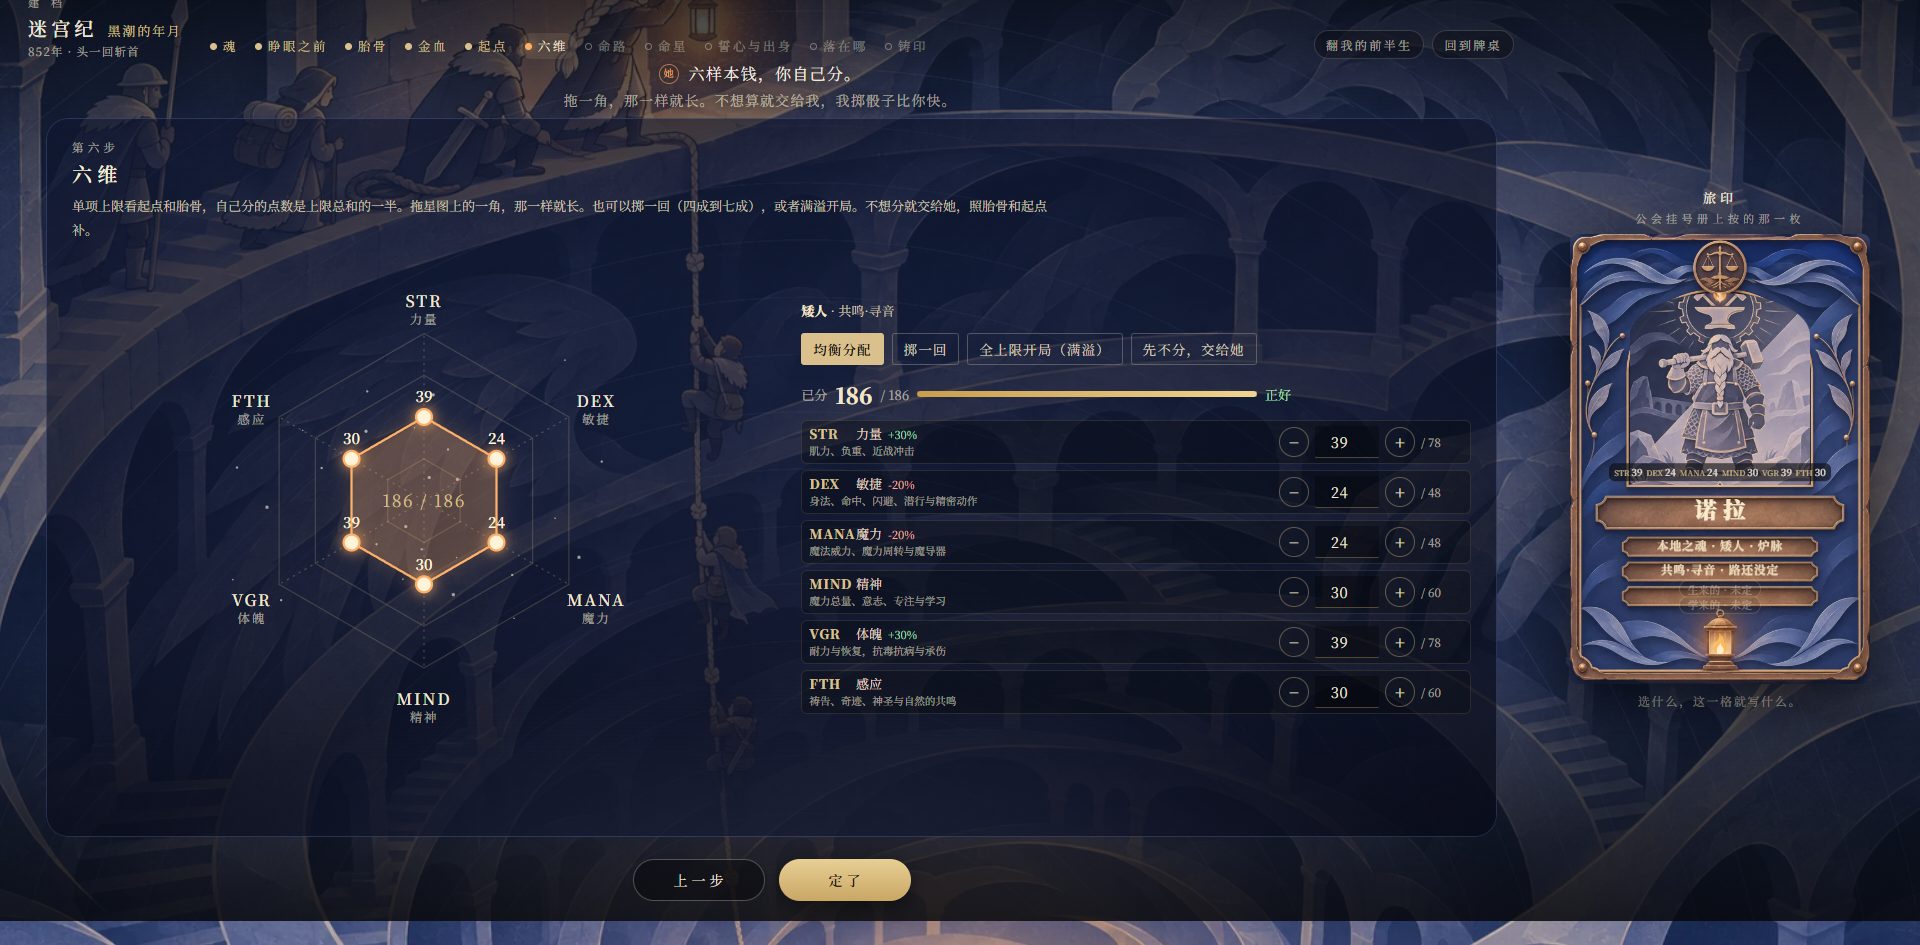 建 档
迷宫纪 黑潮的年月
852年 · 头一回斩首
魂 睁眼之前 胎骨 金血 起点 六维 命路 命星 誓心与出身 落在哪 铸印
翻我的前半生 回到牌桌
她 六样本钱，你自己分。
拖一角，那一样就长。不想算就交给我，我掷骰子比你快。
第六步
六维
单项上限看起点和胎骨，自己分的点数是上限总和的一半。拖星图上的一角，那一样就长。也可以掷一回（四成到七成），或者满溢开局。不想分就交给她，照胎骨和起点
补。
STR
力量
39
FTH
感应
30
DEX
敏捷
24
186 / 186
39
24
30
VGR
体魄
MANA
魔力
MIND
精神
矮人 · 共鸣·寻音
均衡分配 掷一回 全上限开局（满溢） 先不分，交给她
已分 186 / 186 正好
STR 力量 +30%
肌力、负重、近战冲击
− 39 + / 78
DEX 敏捷 -20%
身法、命中、闪避、潜行与精密动作
− 24 + / 48
MANA 魔力 -20%
魔法威力、魔力周转与魔导器
− 24 + / 48
MIND 精神
魔力总量、意志、专注与学习
− 30 + / 60
VGR 体魄 +30%
耐力与恢复，抗毒抗病与承伤
− 39 + / 78
FTH 感应
祷告、奇迹、神圣与自然的共鸣
− 30 + / 60
上一步 定了
旅印
公会挂号册上按的那一枚
STR 39 DEX 24 MANA 24 MIND 30 VGR 39 FTH 30
诺拉
本地之魂 · 矮人 · 炉脉
共鸣·寻音 · 路还没定
生来的 · 未定
学来的 · 未定
选什么，这一格就写什么。